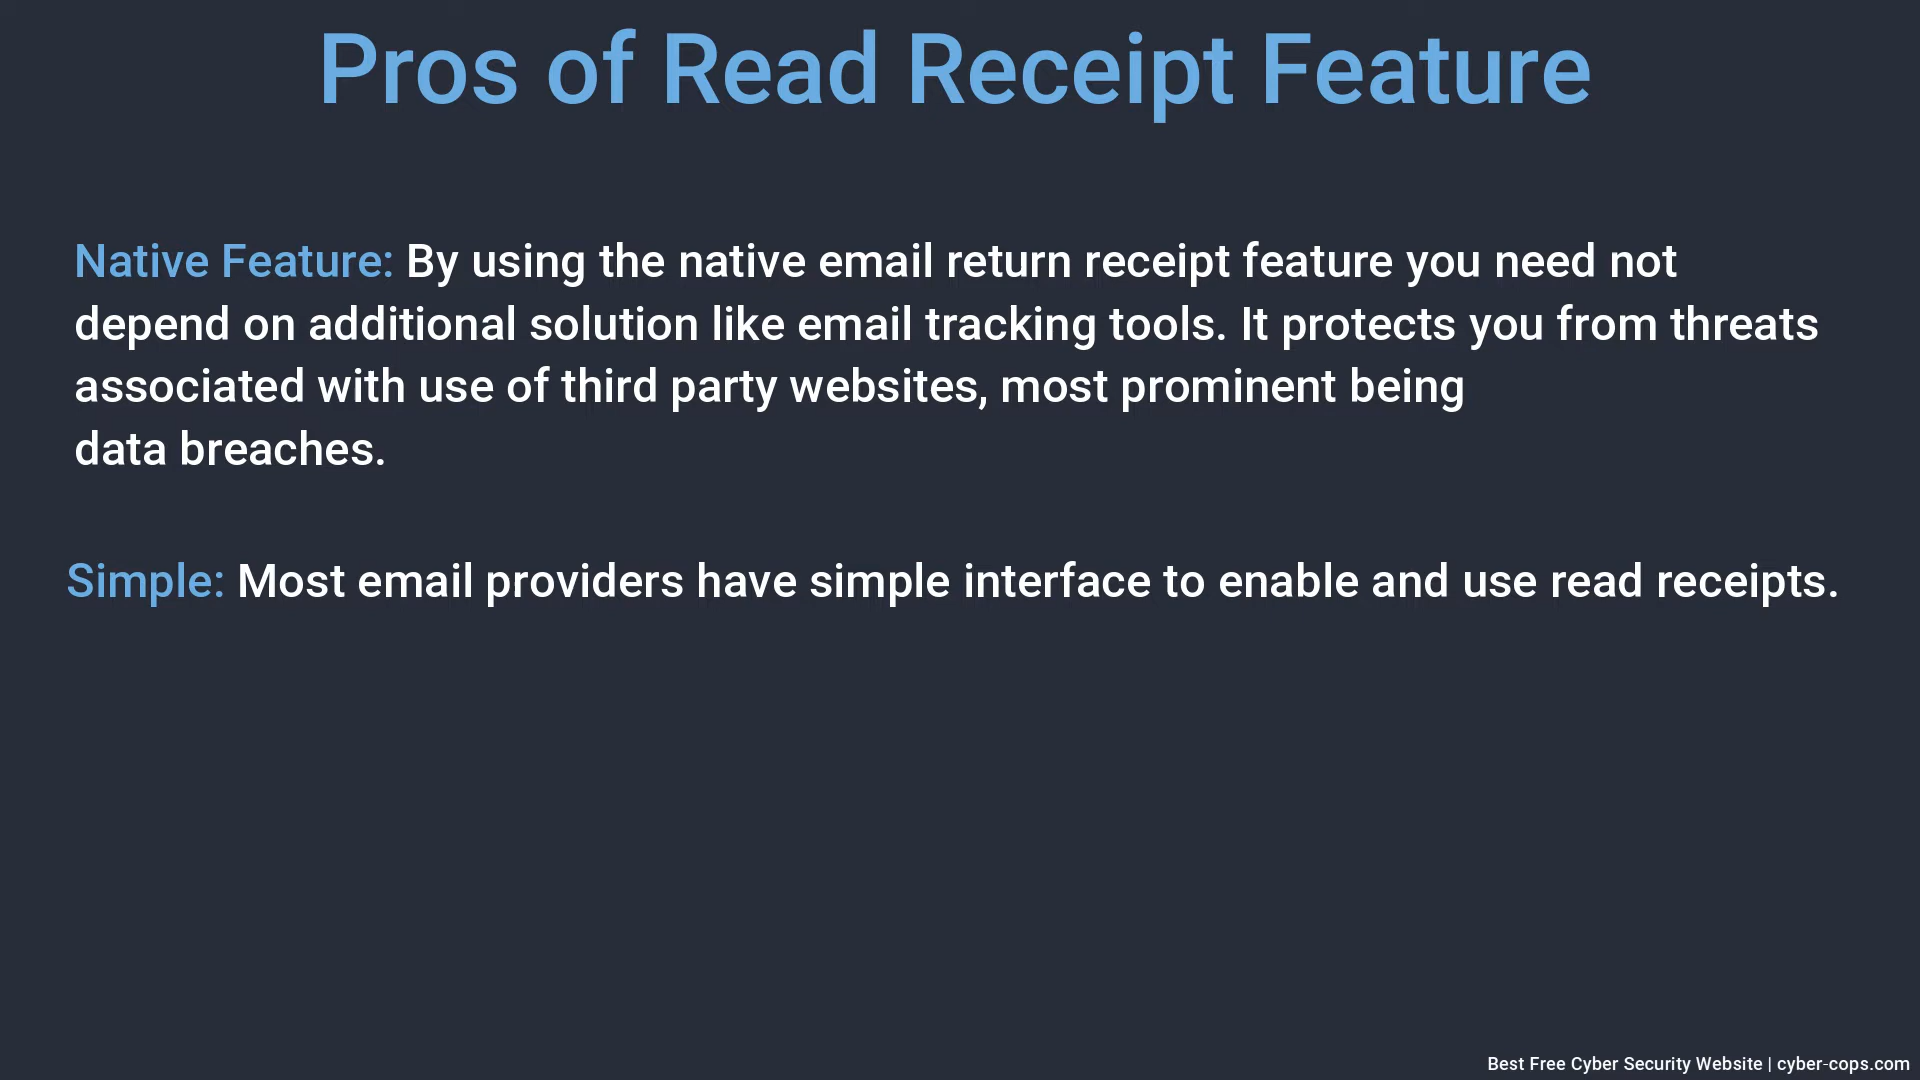 Pros of Read Receipt Feature
Native Feature: By using the native email return receipt feature you need not
depend on additional solution like email tracking tools. It protects you from threats
associated with use of third party websites, most prominent being
data breaches.
Simple: Most email providers have simple interface to enable and use read receipts.
Best Free Cyber Security Website | cyber-cops.com